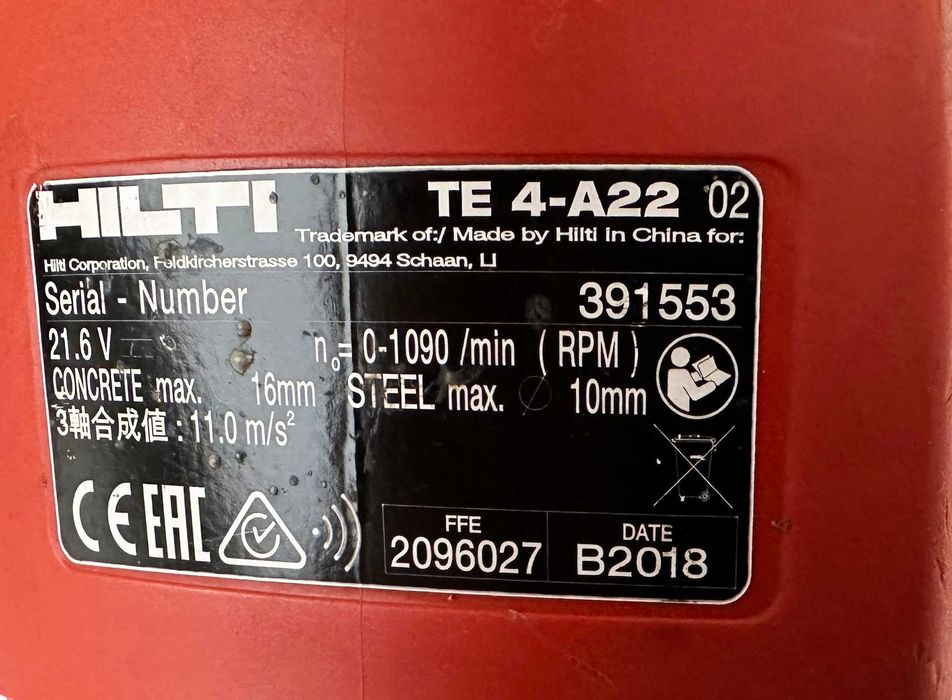 HILTI TE 4-A22 02
Trademark of:/ Made by Hilti in China for:
Hilti Corporation, Feldkircherstrasse 100, 9494 Schaan, LI
Serial - Number 391553
21.6 V ⎓ n₀= 0-1090 /min (RPM)
CONCRETE max. 16mm STEEL max. ∅ 10mm
3軸合成値 : 11.0 m/s²
CE EAC
FFE DATE
2096027 B2018